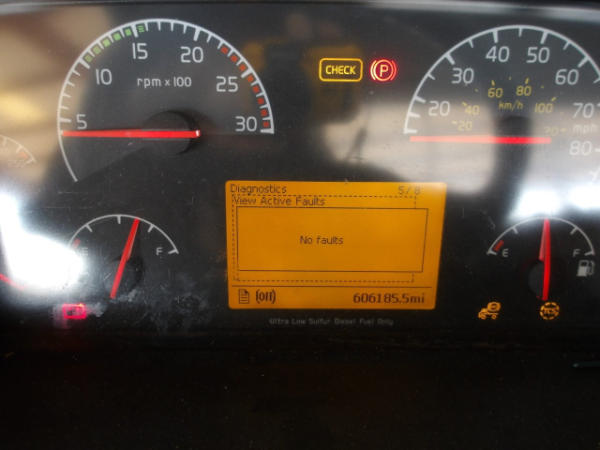 5 10 15 20 25 30
rpm x 100
CHECK
P
20 30 40 50 60 70 80
20 40 60 80 100
km/h
mph
Diagnostics 5/8
View Active Faults
No faults
606185.5mi
E F
E F
Ultra Low Sulfur Diesel Fuel Only